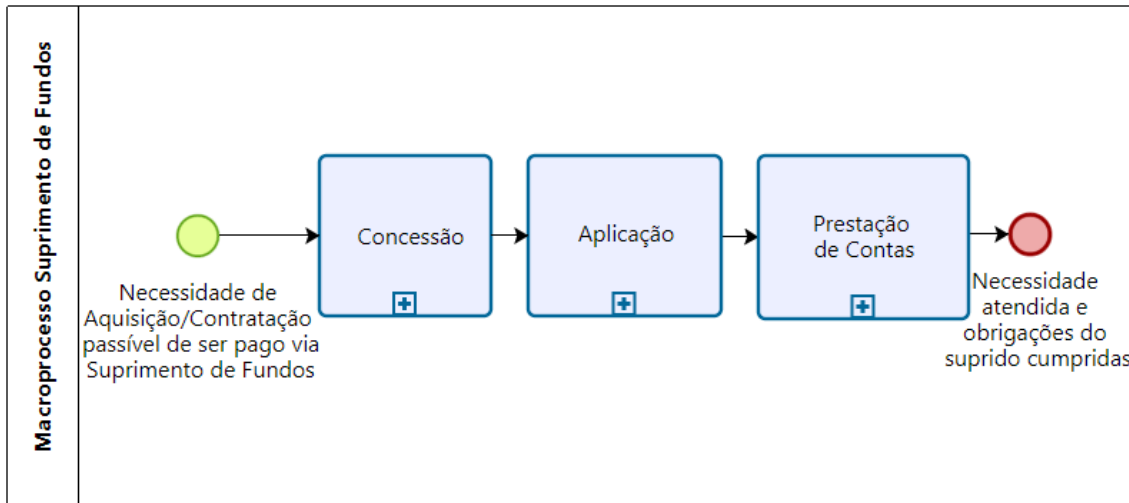 Macroprocesso Suprimento de Fundos
Necessidade de
Aquisição/Contratação
passível de ser pago via
Suprimento de Fundos
Concessão
Aplicação
Prestação
de Contas
Necessidade
atendida e
obrigações do
suprido cumpridas